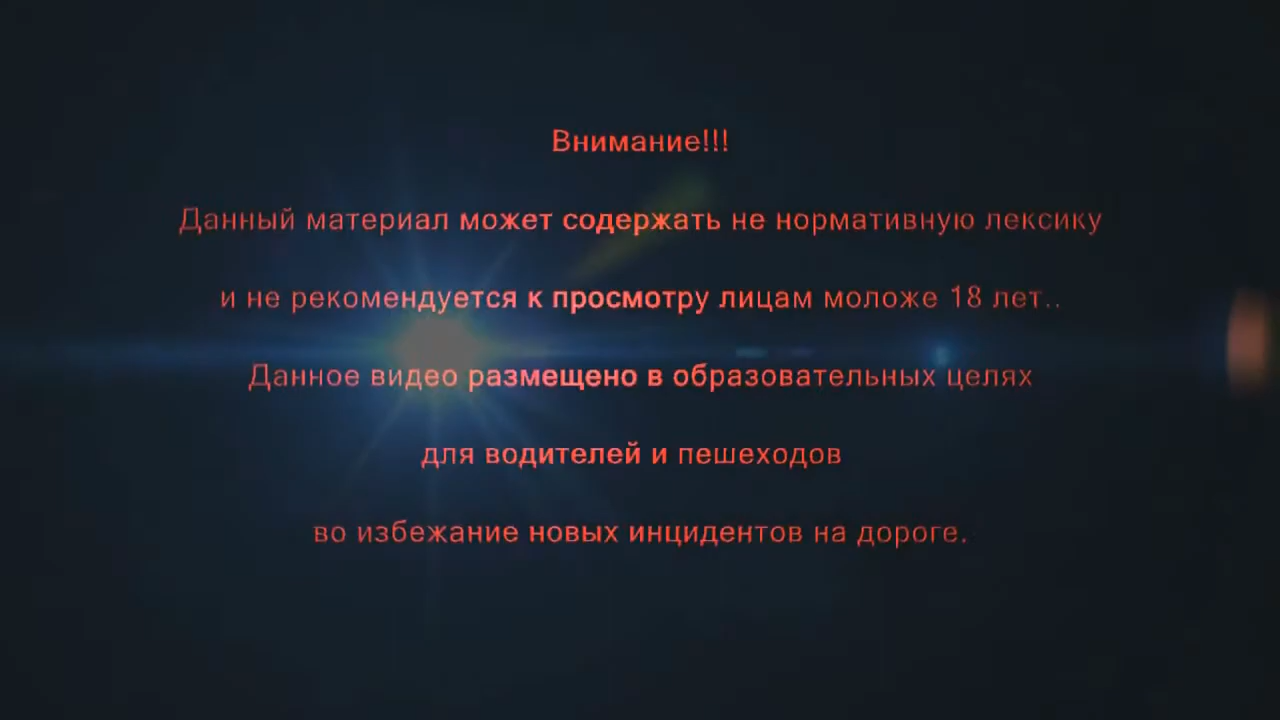 Внимание!!!
Данный материал может содержать не нормативную лексику
и не рекомендуется к просмотру лицам моложе 18 лет..
Данное видео размещено в образовательных целях
для водителей и пешеходов
во избежание новых инцидентов на дороге.